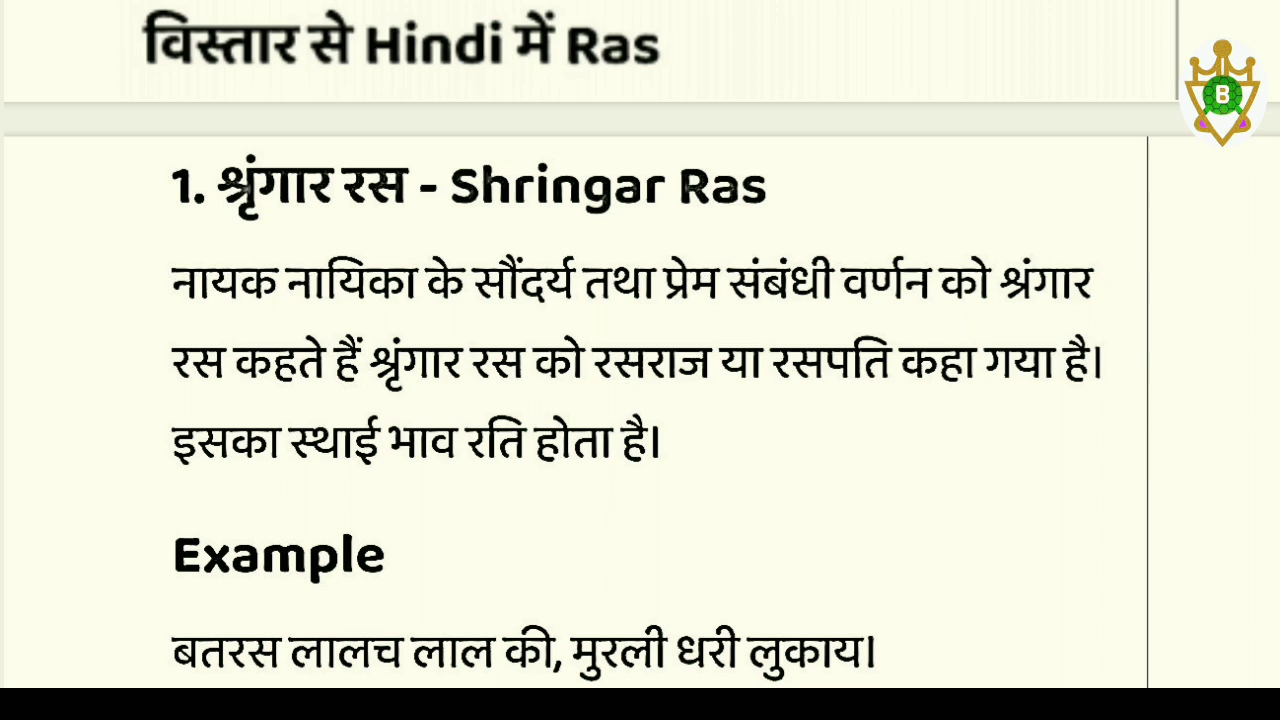 विस्तार से Hindi में Ras
B
1. श्रृंगार रस - Shringar Ras
नायक नायिका के सौंदर्य तथा प्रेम संबंधी वर्णन को श्रंगार
रस कहते हैं श्रृंगार रस को रसराज या रसपति कहा गया है।
इसका स्थाई भाव रति होता है।
Example
बतरस लालच लाल की, मुरली धरी लुकाय।